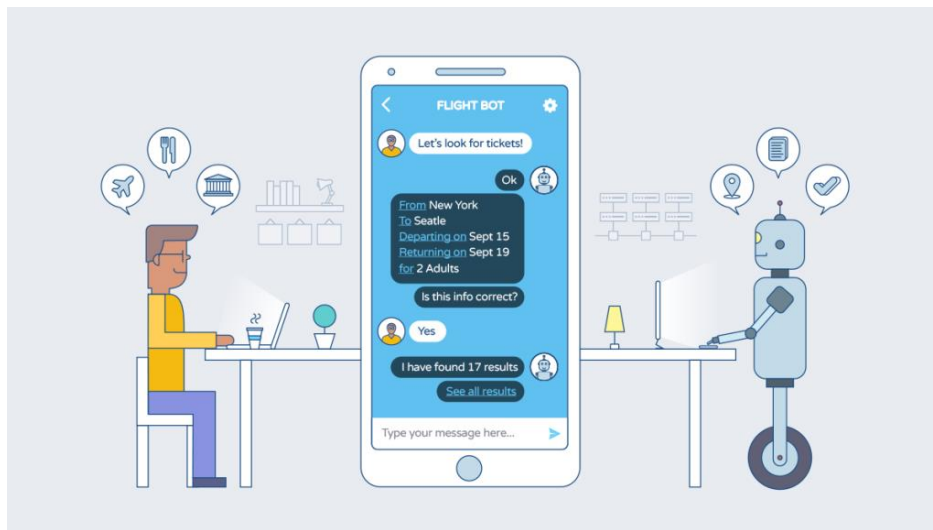 FLIGHT BOT
Let's look for tickets!
Ok
From New York
To Seatle
Departing on Sept 15
Returning on Sept 19
for 2 Adults
Is this info correct?
Yes
I have found 17 results
See all results
Type your message here...